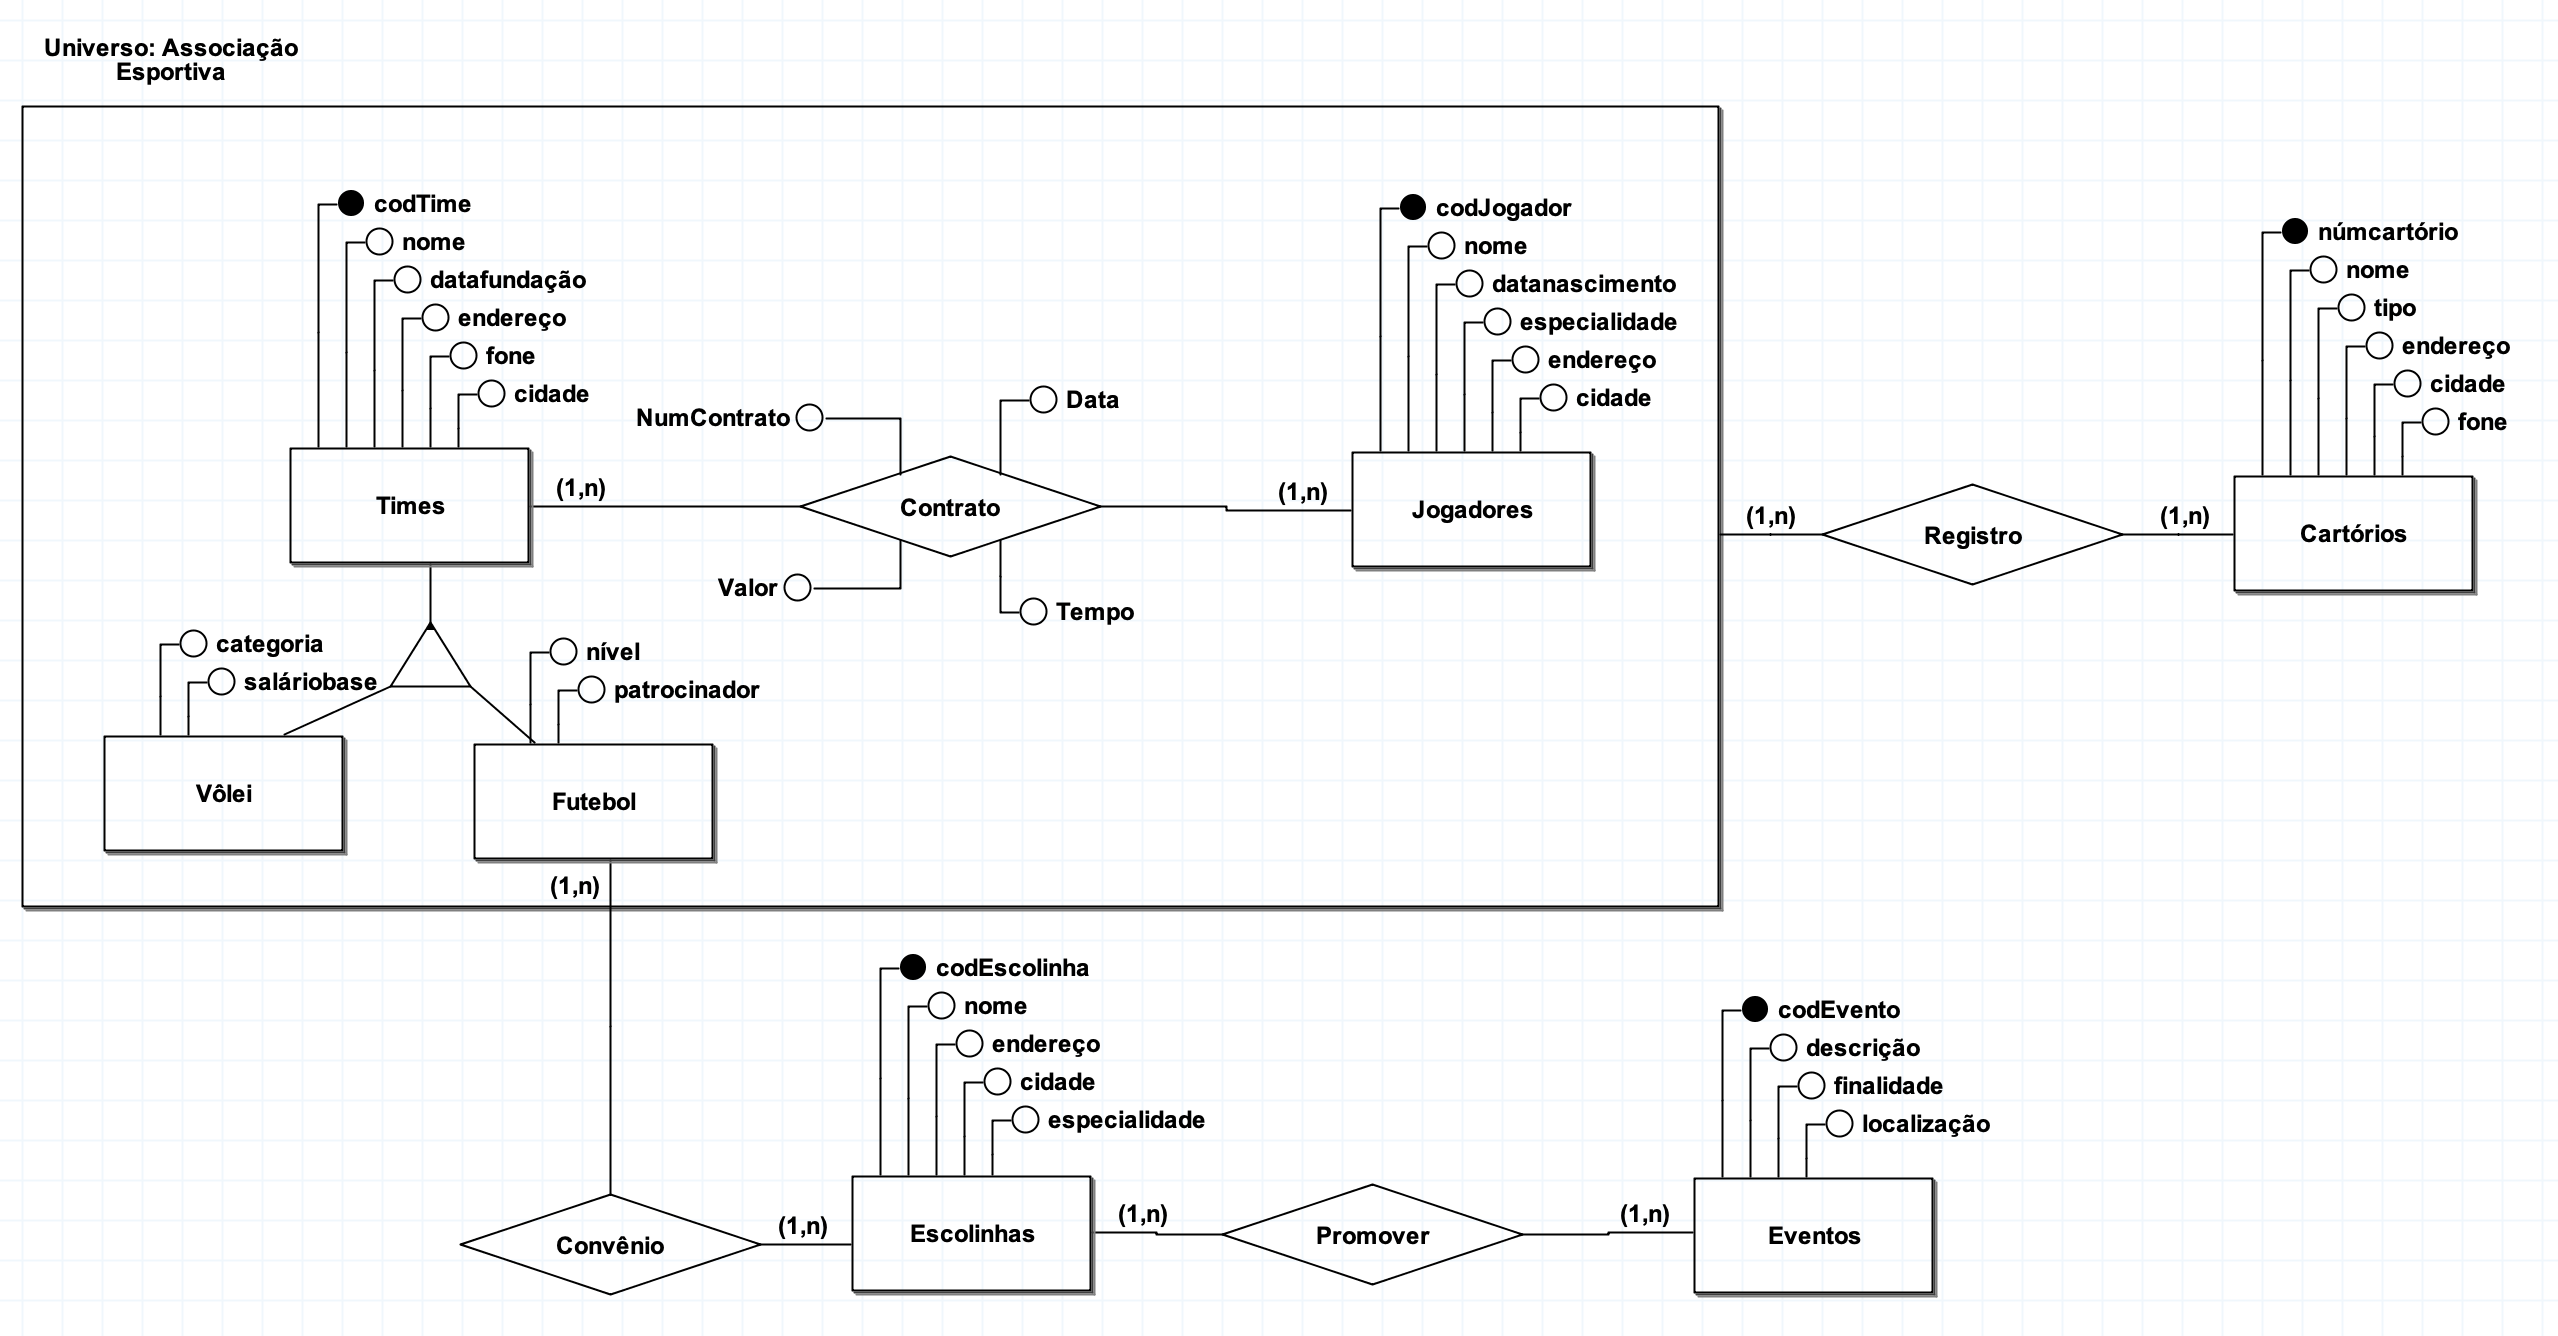 Universo: Associação
Esportiva
codTime
nome
datafundação
endereço
fone
cidade
Times
(1,n)
NumContrato
Data
Contrato
Valor
Tempo
(1,n)
codJogador
nome
datanascimento
especialidade
endereço
cidade
Jogadores
(1,n)
Registro
(1,n)
númcartório
nome
tipo
endereço
cidade
fone
Cartórios
categoria
saláriobase
Vôlei
nível
patrocinador
Futebol
(1,n)
Convênio
(1,n)
codEscolinha
nome
endereço
cidade
especialidade
Escolinhas
(1,n)
Promover
(1,n)
codEvento
descrição
finalidade
localização
Eventos